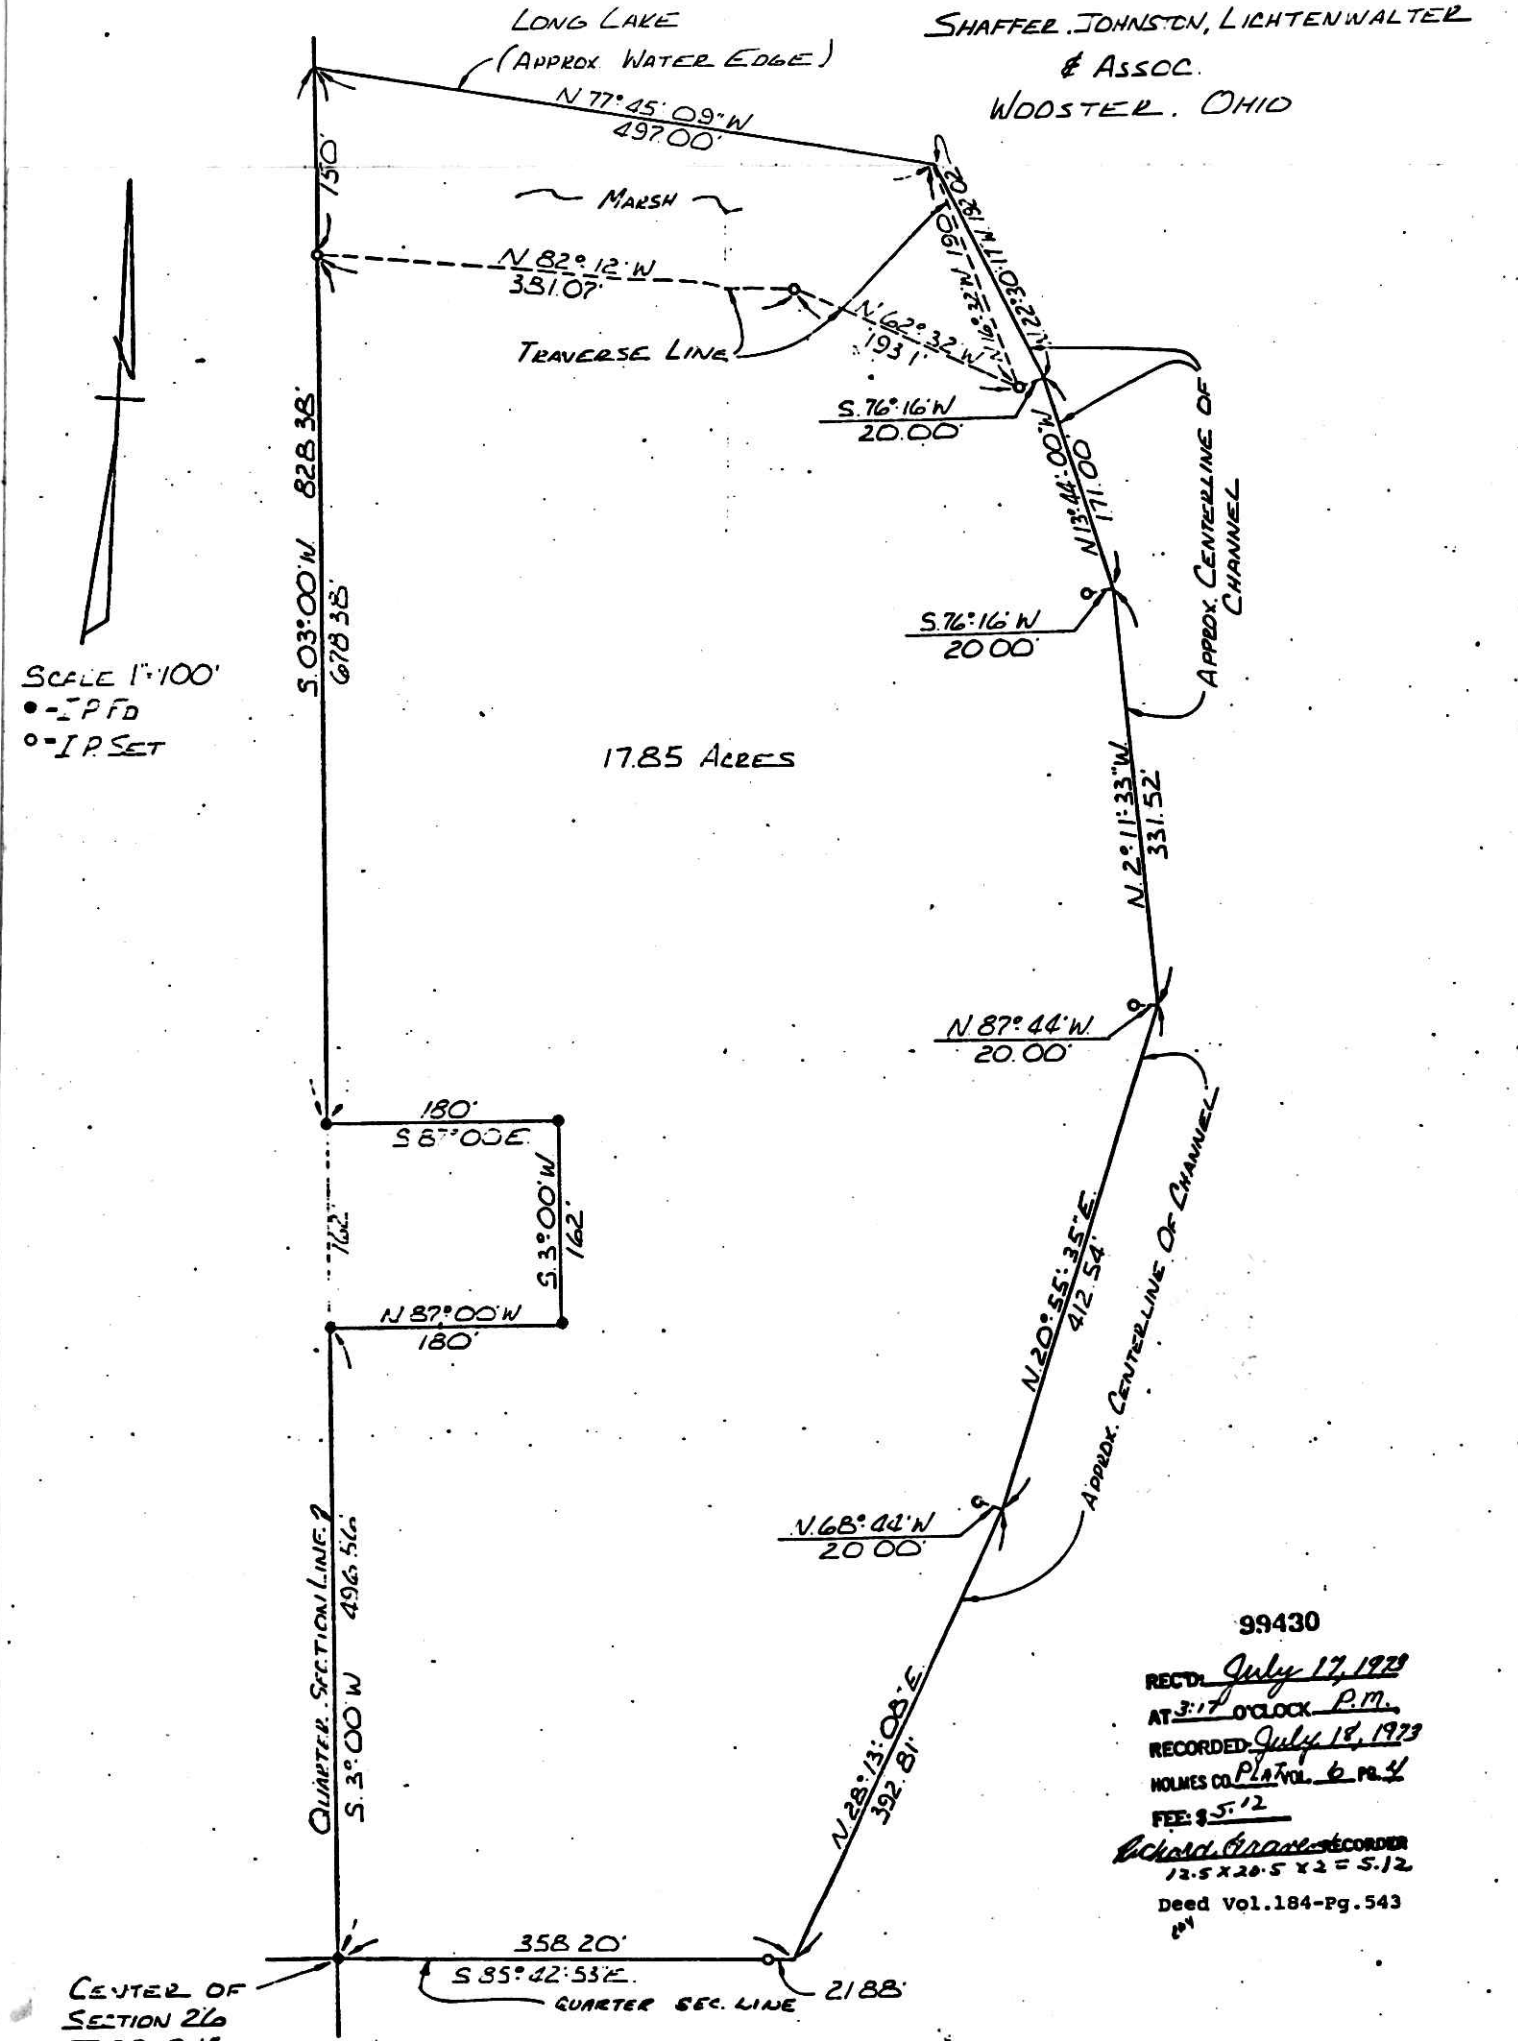 LONG LAKE
(APPROX. WATER EDGE)
SHAFFER, JOHNSTON, LICHTENWALTER
& ASSOC.
WOOSTER. OHIO
N 77°45'09"W
497.00'
150'
MARSH
N 82°12'W
381.07'
TRAVERSE LINE
N 62°32'W
193.1'
N 16°32'W 190
N 22°30'17"W 192.02
S.76°16'W
20.00'
N 13°44'00"W
171.00'
APPROX. CENTERLINE OF
CHANNEL
S.76°16'W
20.00'
S.03°00'W 828.38'
678.38'
SCALE 1"=100'
●-I.P. FD
○-I.P. SET
17.85 ACRES
N.2°11'33"W.
331.52'
N.87°44'W.
20.00'
180'
S 87°00'E.
162'
S.3°00'W
162'
N 87°00'W
180'
N.20°55'35"E.
412.54'
APPROX. CENTERLINE OF CHANNEL
N.68°44'W
20.00'
QUARTER SECTION LINE
S.3°00'W 496.56'
N.28°13'08"E.
392.81'
99430
REC'D: July 17, 1973
AT 3:17 O'CLOCK P.M.
RECORDED July 18, 1973
HOLMES CO. PLAT VOL. 6 PG. 4
FEE: $ 5.12
Richard Graves RECORDER
12.5 x 20.5 x 2 = 5.12
Deed Vol.184-Pg.543
358.20'
S 85°42'53"E.
QUARTER SEC. LINE
21.88'
CENTER OF
SECTION 26